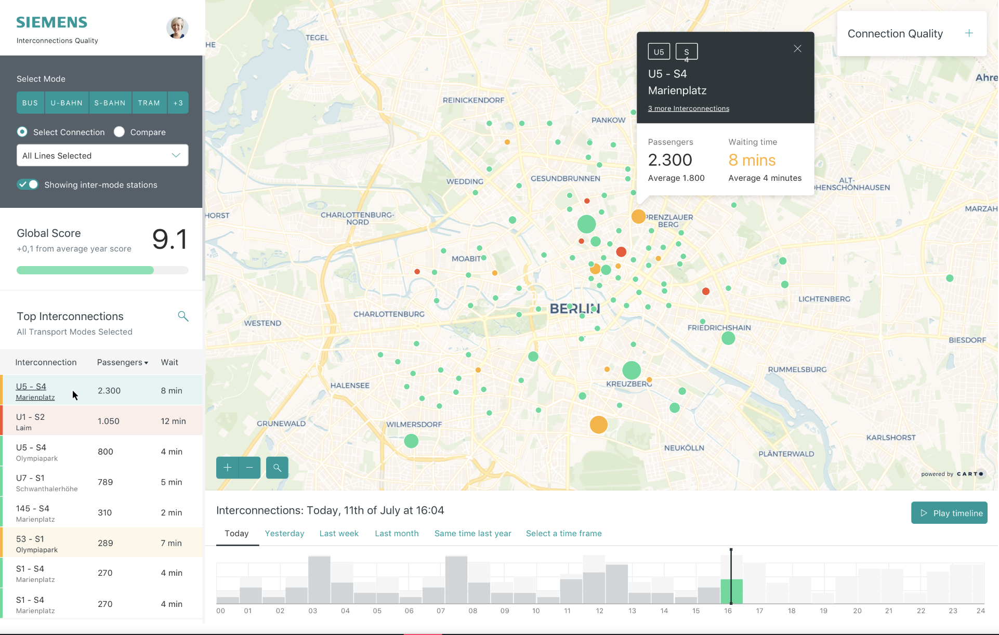 SIEMENS
Interconnections Quality
Select Mode
BUS
U-BAHN
S-BAHN
TRAM
+3
Select Connection
Compare
All Lines Selected
Showing inter-mode stations
Global Score
+0,1 from average year score
9.1
Top Interconnections
All Transport Modes Selected
Interconnection Passengers Wait
U5 - S4
Marienplatz
2.300
8 min
U1 - S2
Laim
1.050
12 min
U5 - S4
Olympiapark
800
4 min
U7 - S1
Schwanthalerhöhe
789
5 min
145 - S4
Marienplatz
310
2 min
53 - S1
Olympiapark
289
7 min
S1 - S4
Marienplatz
270
4 min
S1 - S4
Marienplatz
270
4 min
TEGEL
HE
REINICKENDORF
PANKOW
WEDDING
GESUNDBRUNNEN
ALT-
OHENSCHÖNHAUSEN
HORST
CHARLOTTENBURG-
NORD
PRENZLAUER
BERG
MARZAH
Ahre
MOABIT
BERLIN
LICHTENBERG
CHARLOTTENBURG
WESTEND
FRIEDRICHSHAIN
BIESDORF
RUMMELSBURG
HALENSEE
KREUZBERG
GRUNEWALD
WILMERSDORF
NEUKÖLLN
KARLSHORST
PLÄNTERWALD
U5
S
4
U5 - S4
Marienplatz
3 more Interconnections
Passengers
2.300
Average 1.800
Waiting time
8 mins
Average 4 minutes
Connection Quality
powered by CARTO
Interconnections: Today, 11th of July at 16:04
Play timeline
Today
Yesterday
Last week
Last month
Same time last year
Select a time frame
00 01 02 03 04 05 06 07 08 09 10 11 12 13 14 15 16 17 18 19 20 21 22 23 24